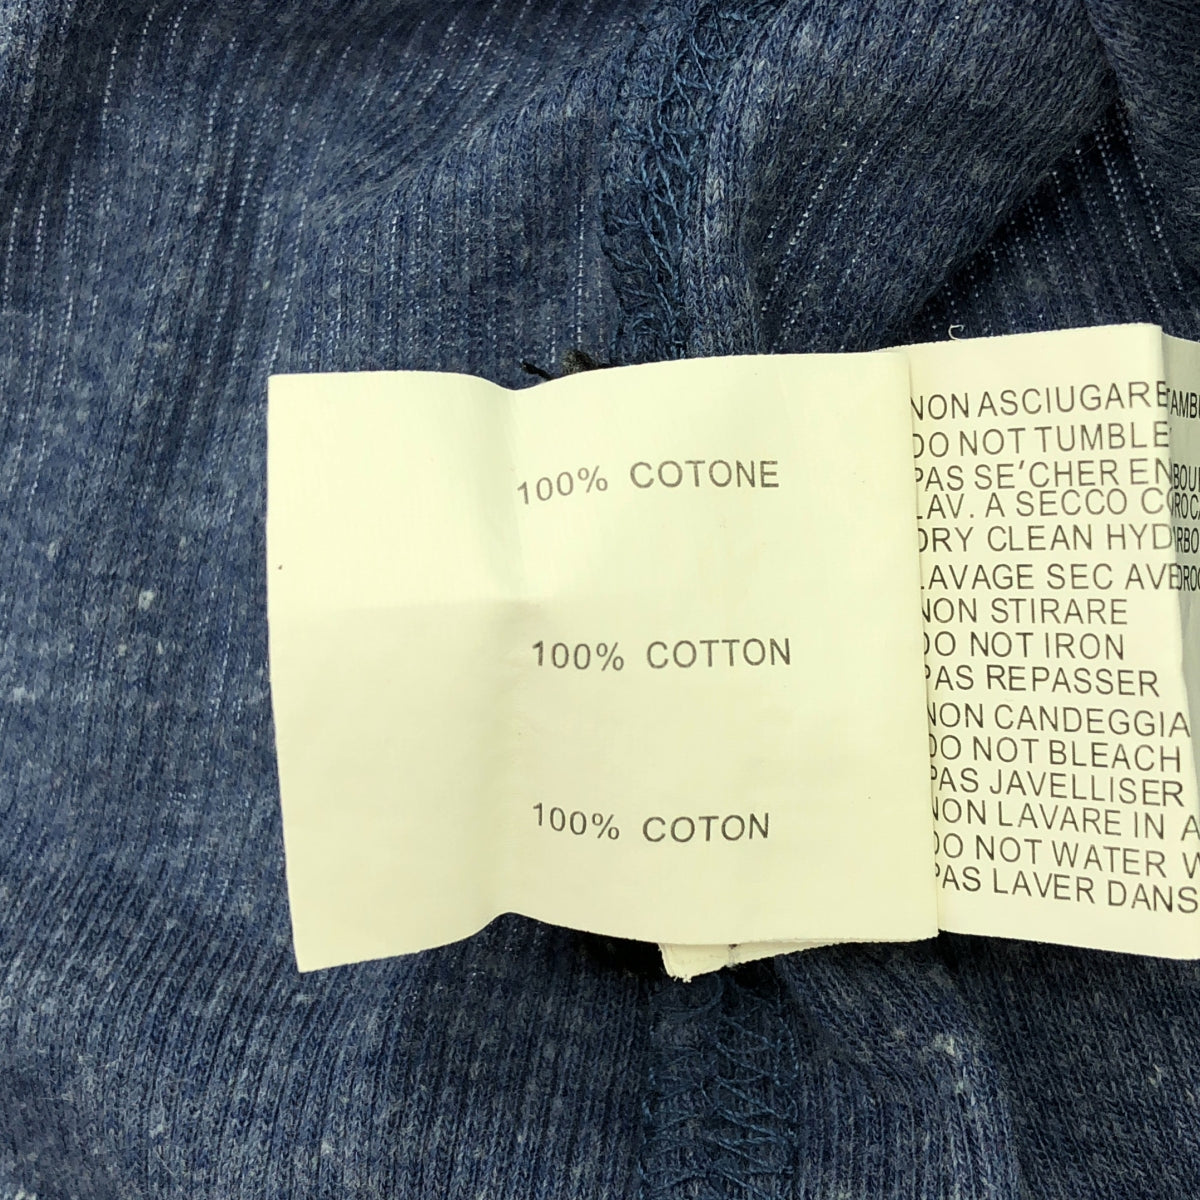 100% COTONE
100% COTTON
100% COTON
NON ASCIUGARE
DO NOT TUMBLE
PAS SE'CHER EN
LAV. A SECCO
DRY CLEAN
LAVAGE SEC
NON STIRARE
DO NOT IRON
PAS REPASSER
NON CANDEGGIA
DO NOT BLEACH
PAS JAVELLISER
NON LAVARE IN
DO NOT WATER
PAS LAVER DANS